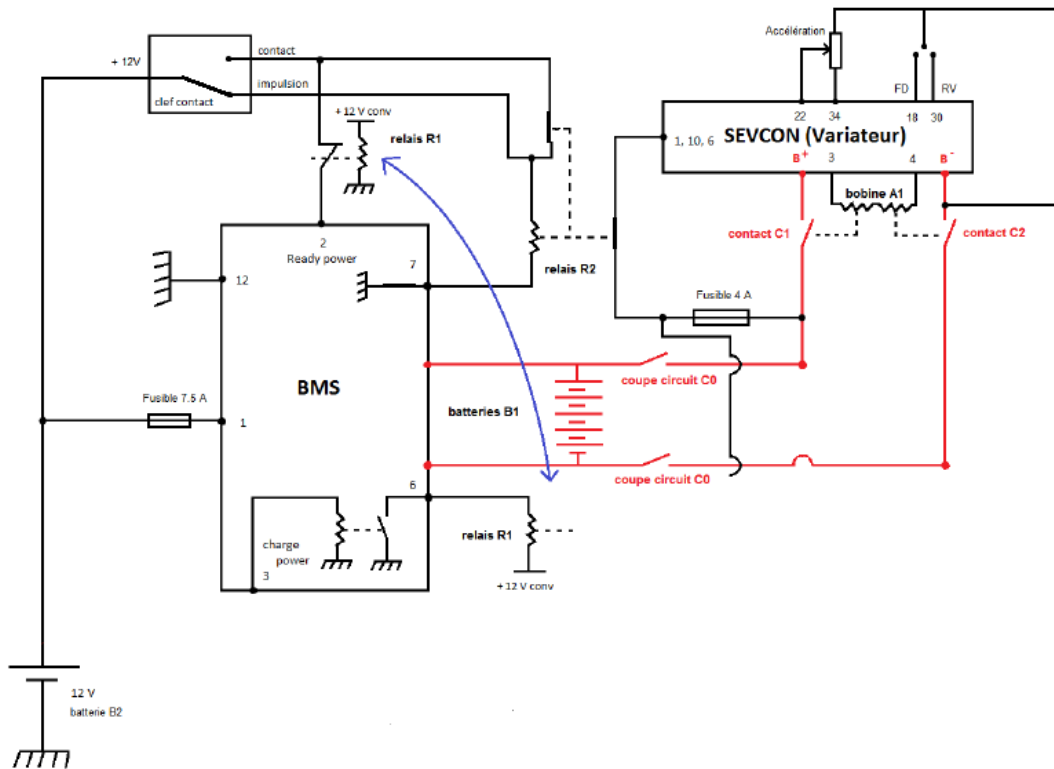 Accélération
contact
+ 12V
impulsion
clef contact
FD
RV
+ 12 V conv
22
34
18
30
relais R1
SEVCON (Variateur)
1, 10, 6
B+
3
4
B-
bobine A1
contact C1
contact C2
2
Ready power
7
12
relais R2
Fusible 4 A
BMS
coupe circuit C0
Fusible 7.5 A
batteries B1
1
coupe circuit C0
6
charge
power
relais R1
3
+ 12 V conv
12 V
batterie B2